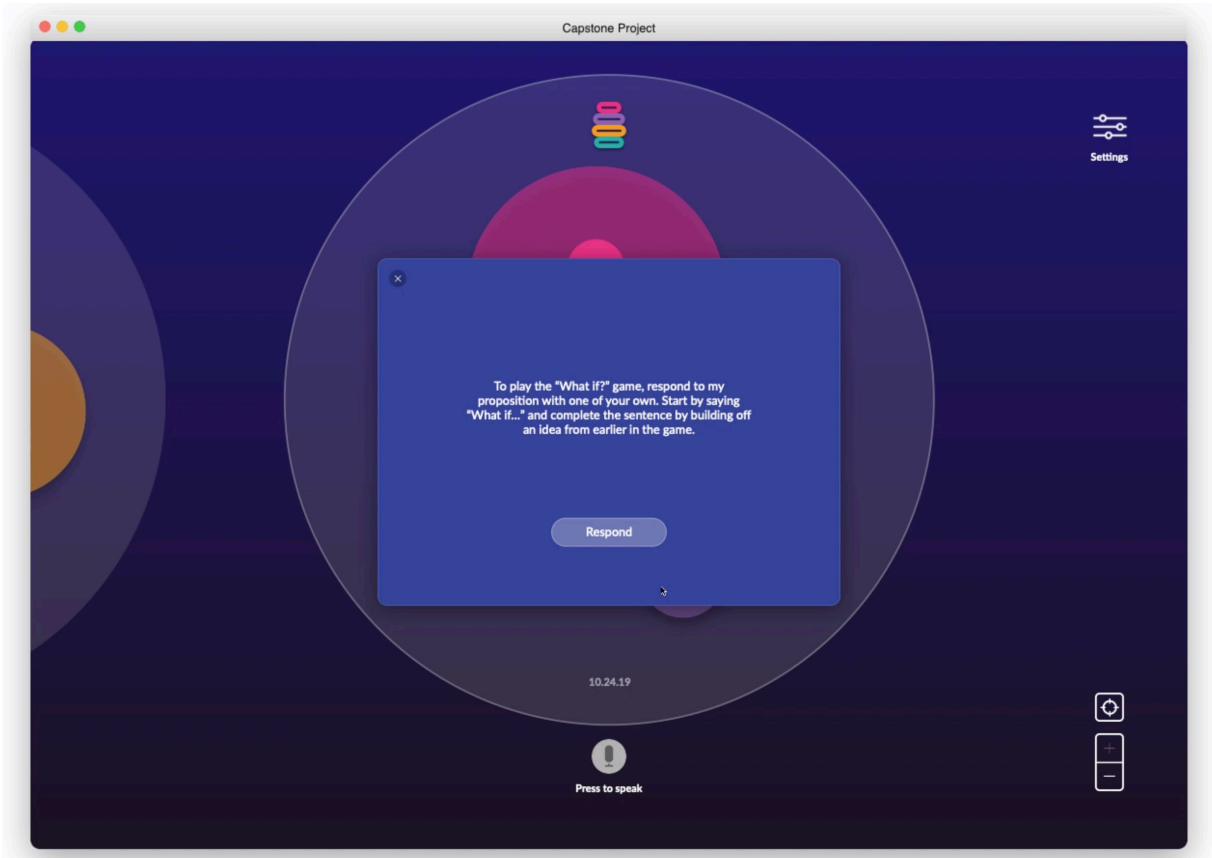 Capstone Project
Settings
To play the “What if?” game, respond to my
proposition with one of your own. Start by saying
“What if...” and complete the sentence by building off
an idea from earlier in the game.
Respond
10.24.19
Press to speak